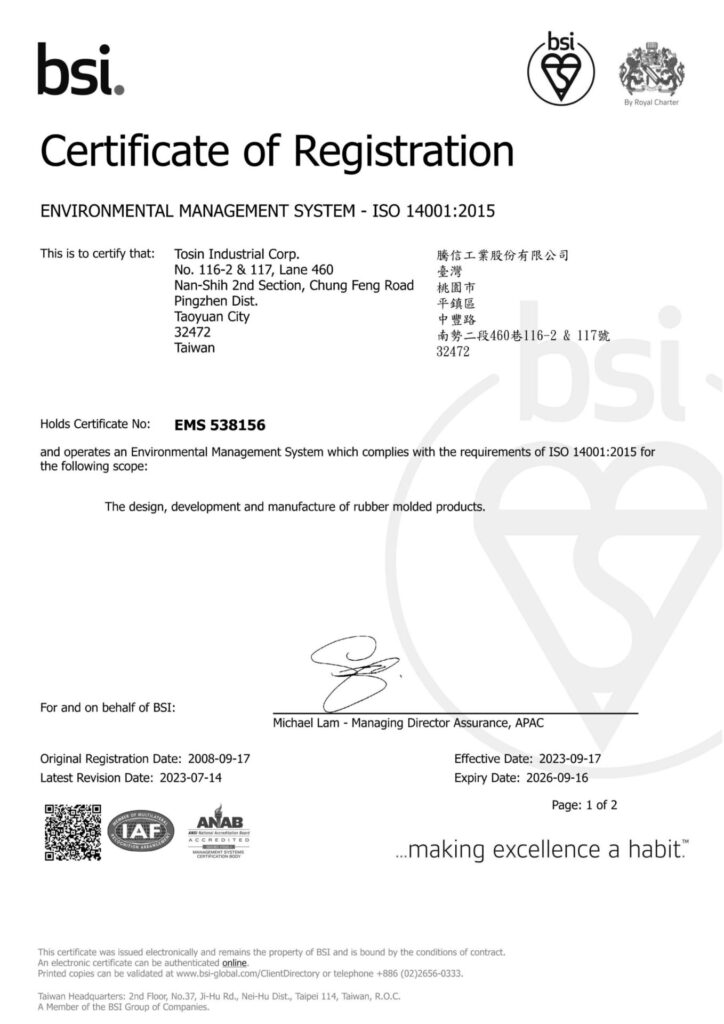 bsi.
bsi
By Royal Charter
Certificate of Registration
ENVIRONMENTAL MANAGEMENT SYSTEM - ISO 14001:2015
This is to certify that:
Tosin Industrial Corp.
No. 116-2 & 117, Lane 460
Nan-Shih 2nd Section, Chung Feng Road
Pingzhen Dist.
Taoyuan City
32472
Taiwan
騰信工業股份有限公司
臺灣
桃園市
平鎮區
中豐路
南勢二段460巷116-2 & 117號
32472
bsi
Holds Certificate No:
EMS 538156
and operates an Environmental Management System which complies with the requirements of ISO 14001:2015 for
the following scope:
The design, development and manufacture of rubber molded products.
For and on behalf of BSI:
Michael Lam - Managing Director Assurance, APAC
Original Registration Date: 2008-09-17
Effective Date: 2023-09-17
Latest Revision Date: 2023-07-14
Expiry Date: 2026-09-16
Page: 1 of 2
MEMBER OF MULTILATERAL
IAF
RECOGNITION ARRANGEMENT
ANAB
ANSI National Accreditation Board
ACCREDITED
MANAGEMENT SYSTEMS
CERTIFICATION BODY
...making excellence a habit.™
This certificate was issued electronically and remains the property of BSI and is bound by the conditions of contract.
An electronic certificate can be authenticated online.
Printed copies can be validated at www.bsi-global.com/ClientDirectory or telephone +886 (02)2656-0333.
Taiwan Headquarters: 2nd Floor, No.37, Ji-Hu Rd., Nei-Hu Dist., Taipei 114, Taiwan, R.O.C.
A Member of the BSI Group of Companies.